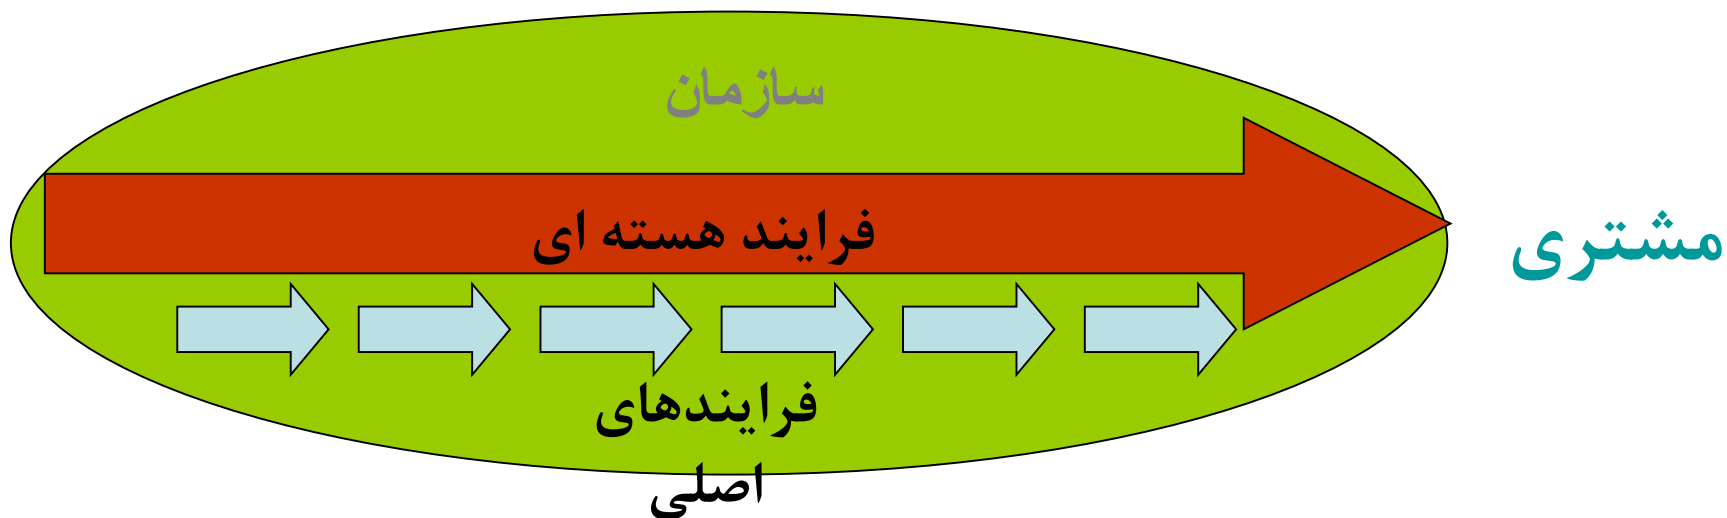 سازمان
فرایند هسته ای
مشتری
فرایندهای
اصلی